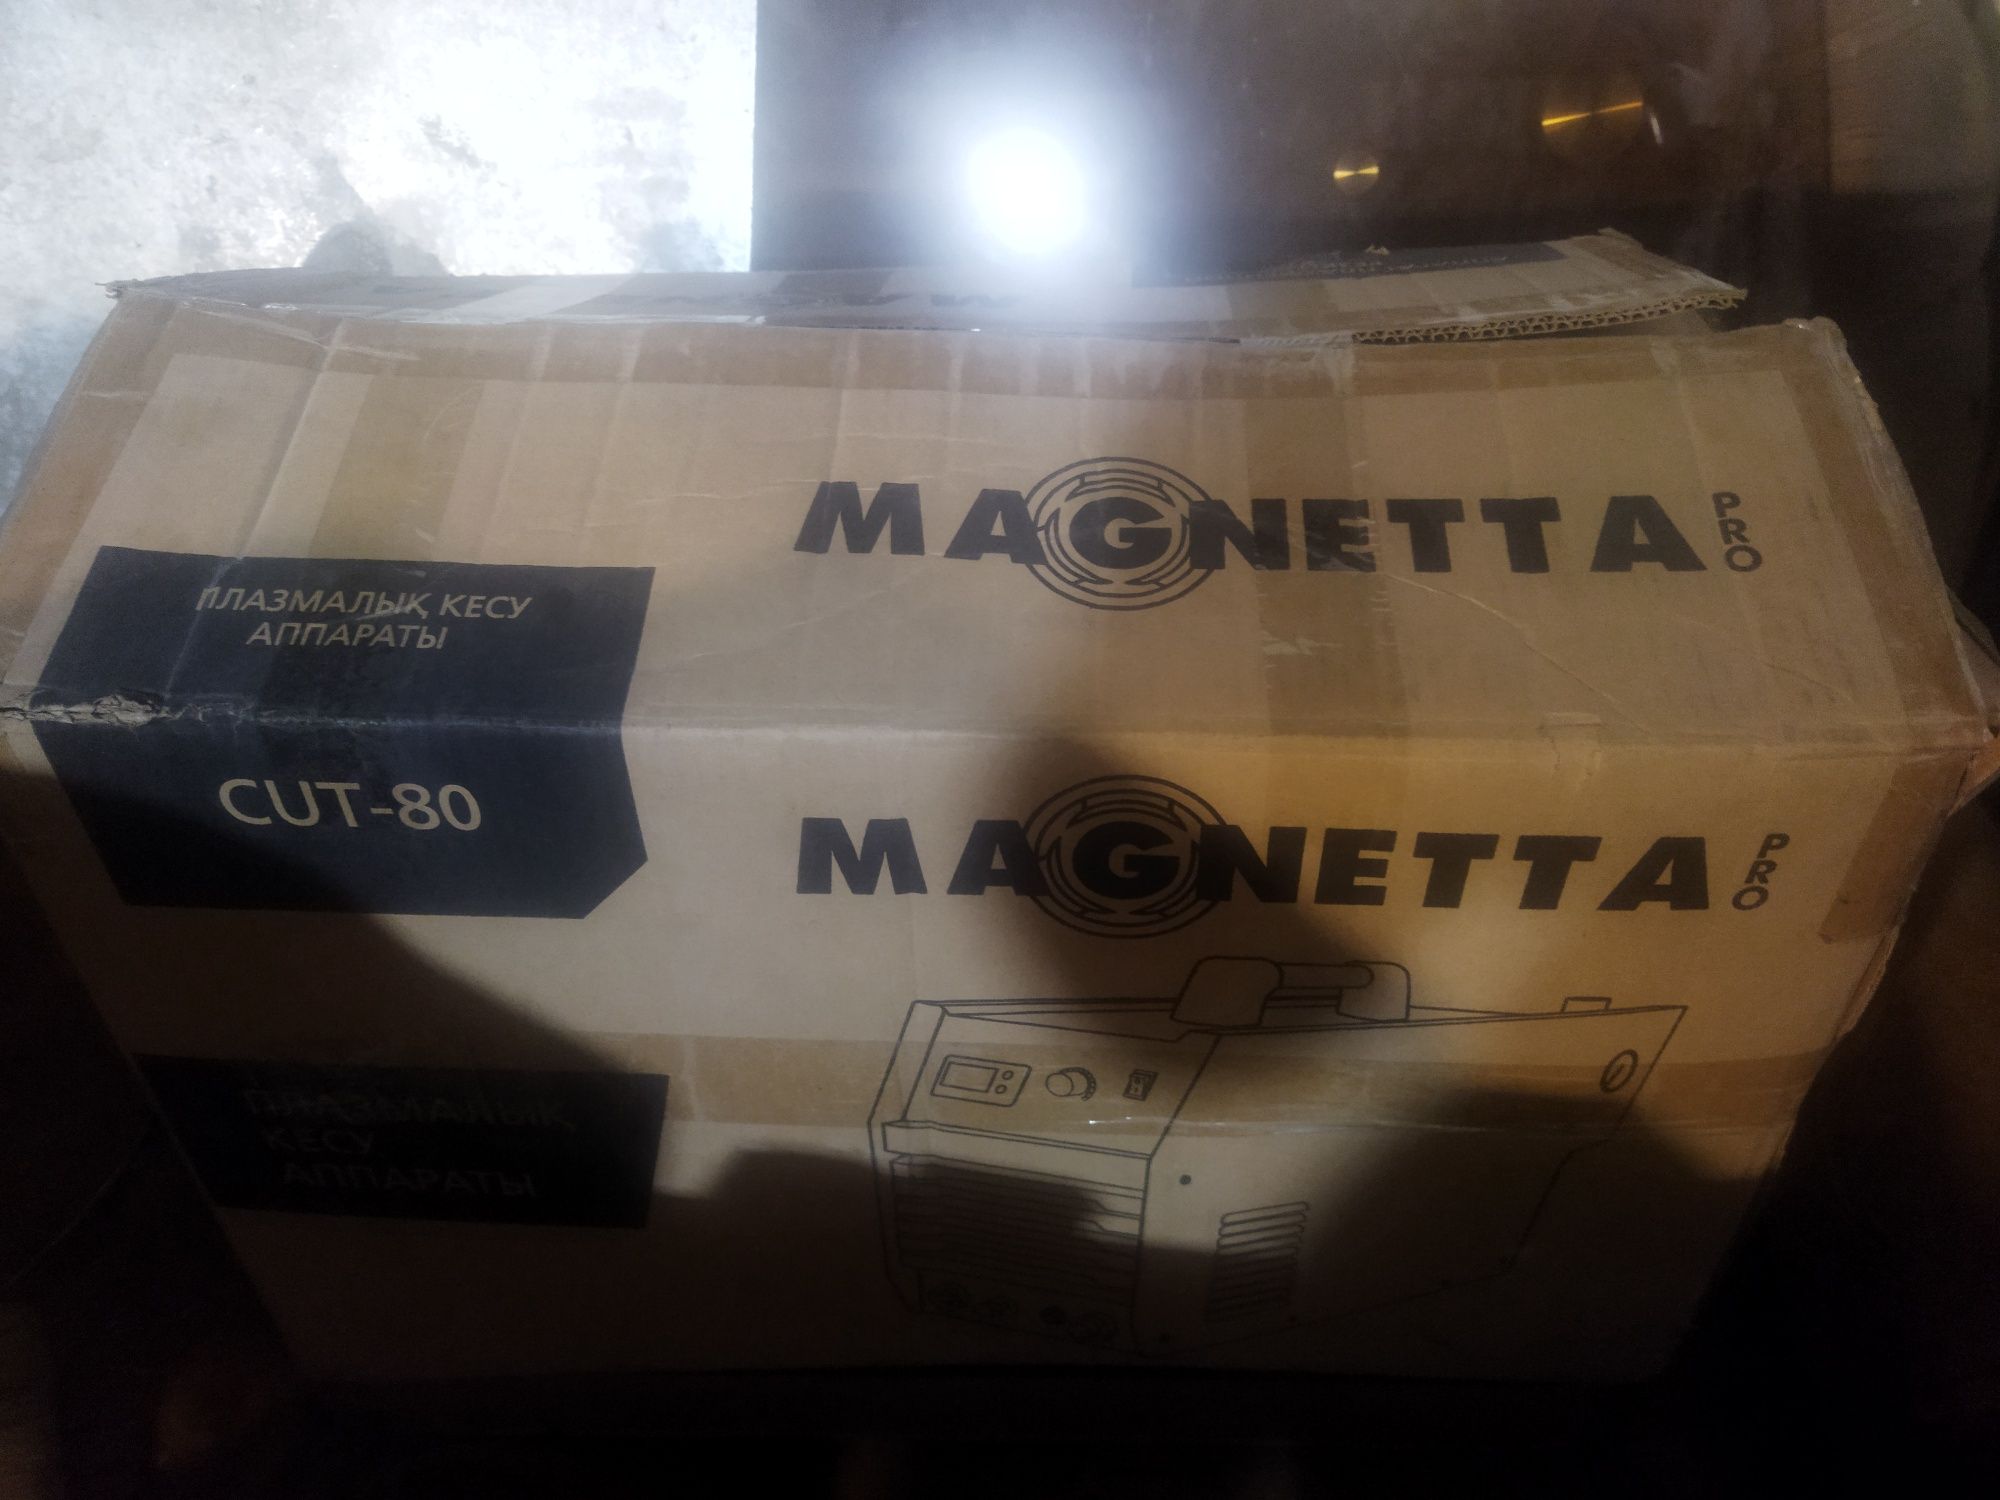 MAGNETTA PRO
ПЛАЗМАЛЫҚ КЕСУ
АППАРАТЫ
CUT-80
MAGNETTA PRO
ПЛАЗМАЛЫҚ
КЕСУ
АППАРАТЫ